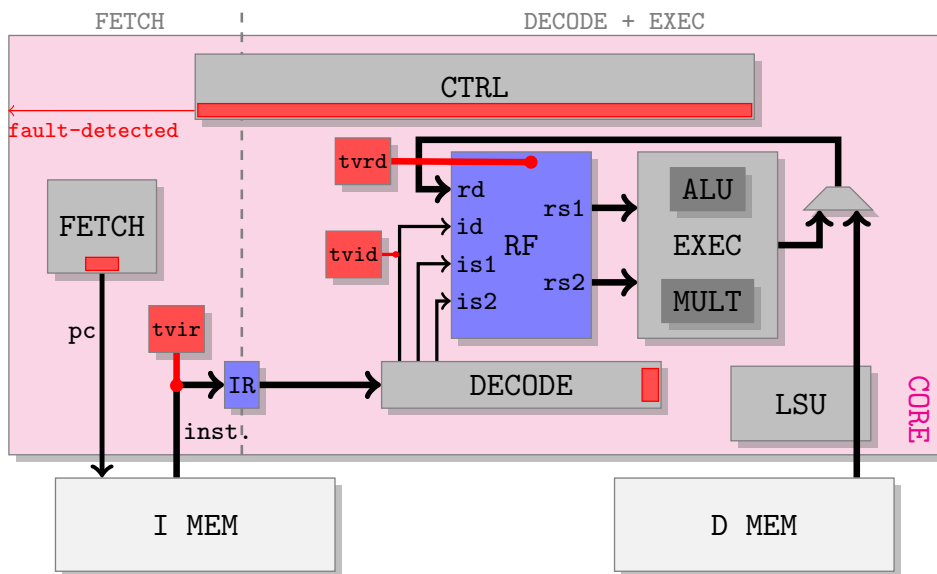 FETCH
DECODE + EXEC
CTRL
fault-detected
tvrd
rd
ALU
FETCH
id
rs1
RF
EXEC
tvid
is1
is2
rs2
MULT
pc
tvir
IR
DECODE
LSU
CORE
inst.
I MEM
D MEM